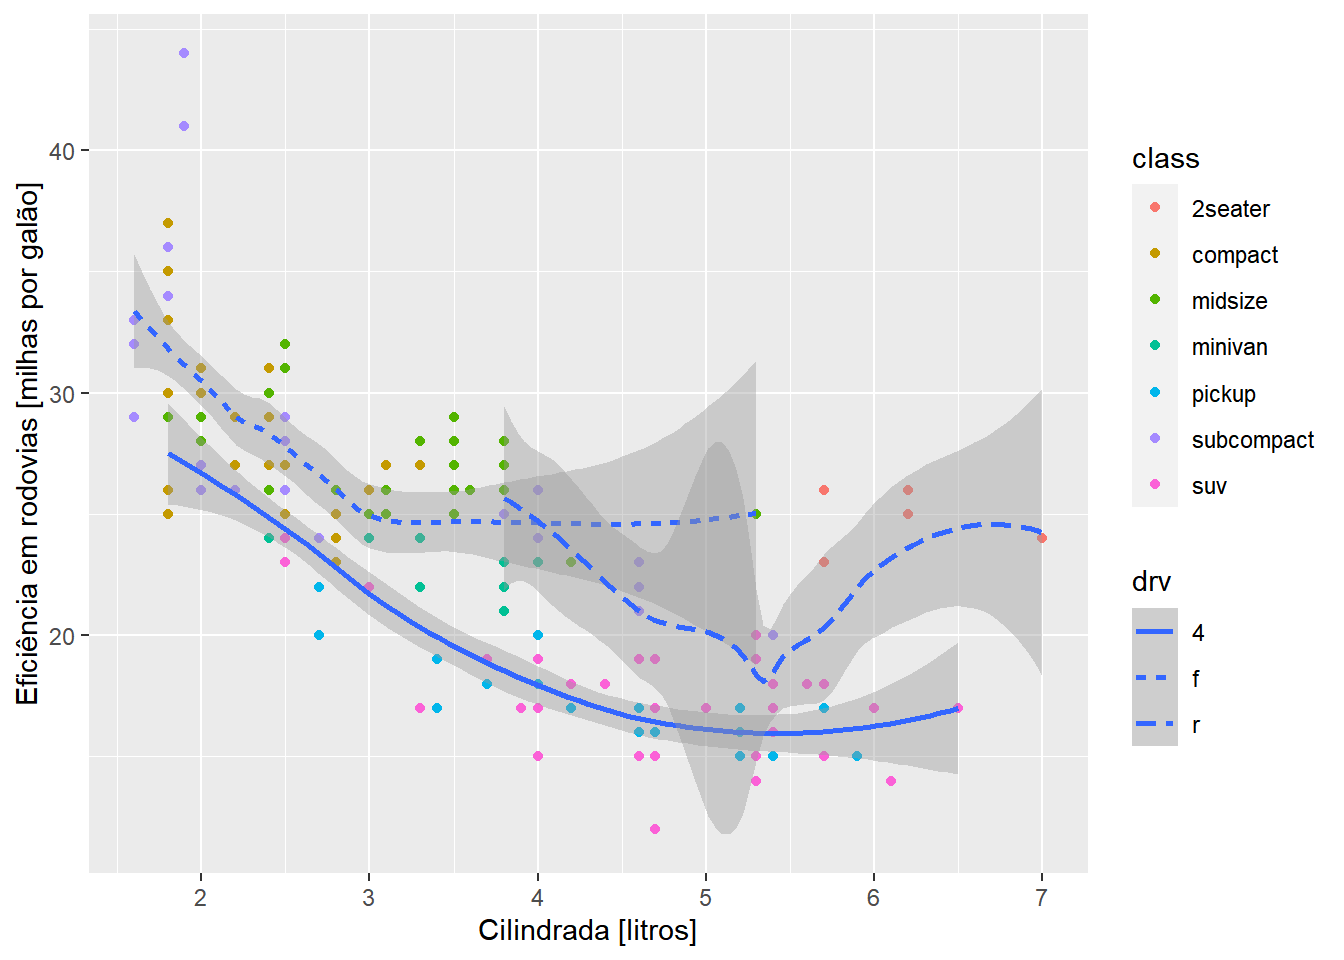 Eficiência em rodovias [milhas por galão]
40
30
20
2
3
4
5
6
7
Cilindrada [litros]
class
2seater
compact
midsize
minivan
pickup
subcompact
suv
drv
4
f
r